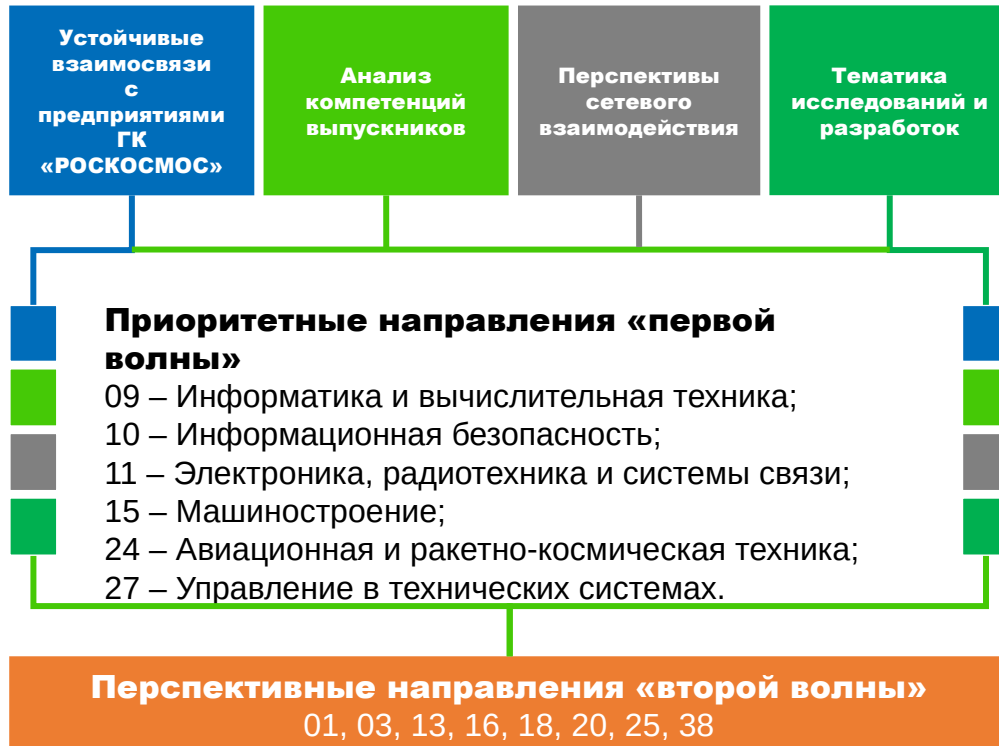 Устойчивые
взаимосвязи
с
предприятиями
ГК
«РОСКОСМОС»
Анализ
компетенций
выпускников
Перспективы
сетевого
взаимодействия
Тематика
исследований и
разработок
Приоритетные направления «первой
волны»
09 – Информатика и вычислительная техника;
10 – Информационная безопасность;
11 – Электроника, радиотехника и системы связи;
15 – Машиностроение;
24 – Авиационная и ракетно-космическая техника;
27 – Управление в технических системах.
Перспективные направления «второй волны»
01, 03, 13, 16, 18, 20, 25, 38